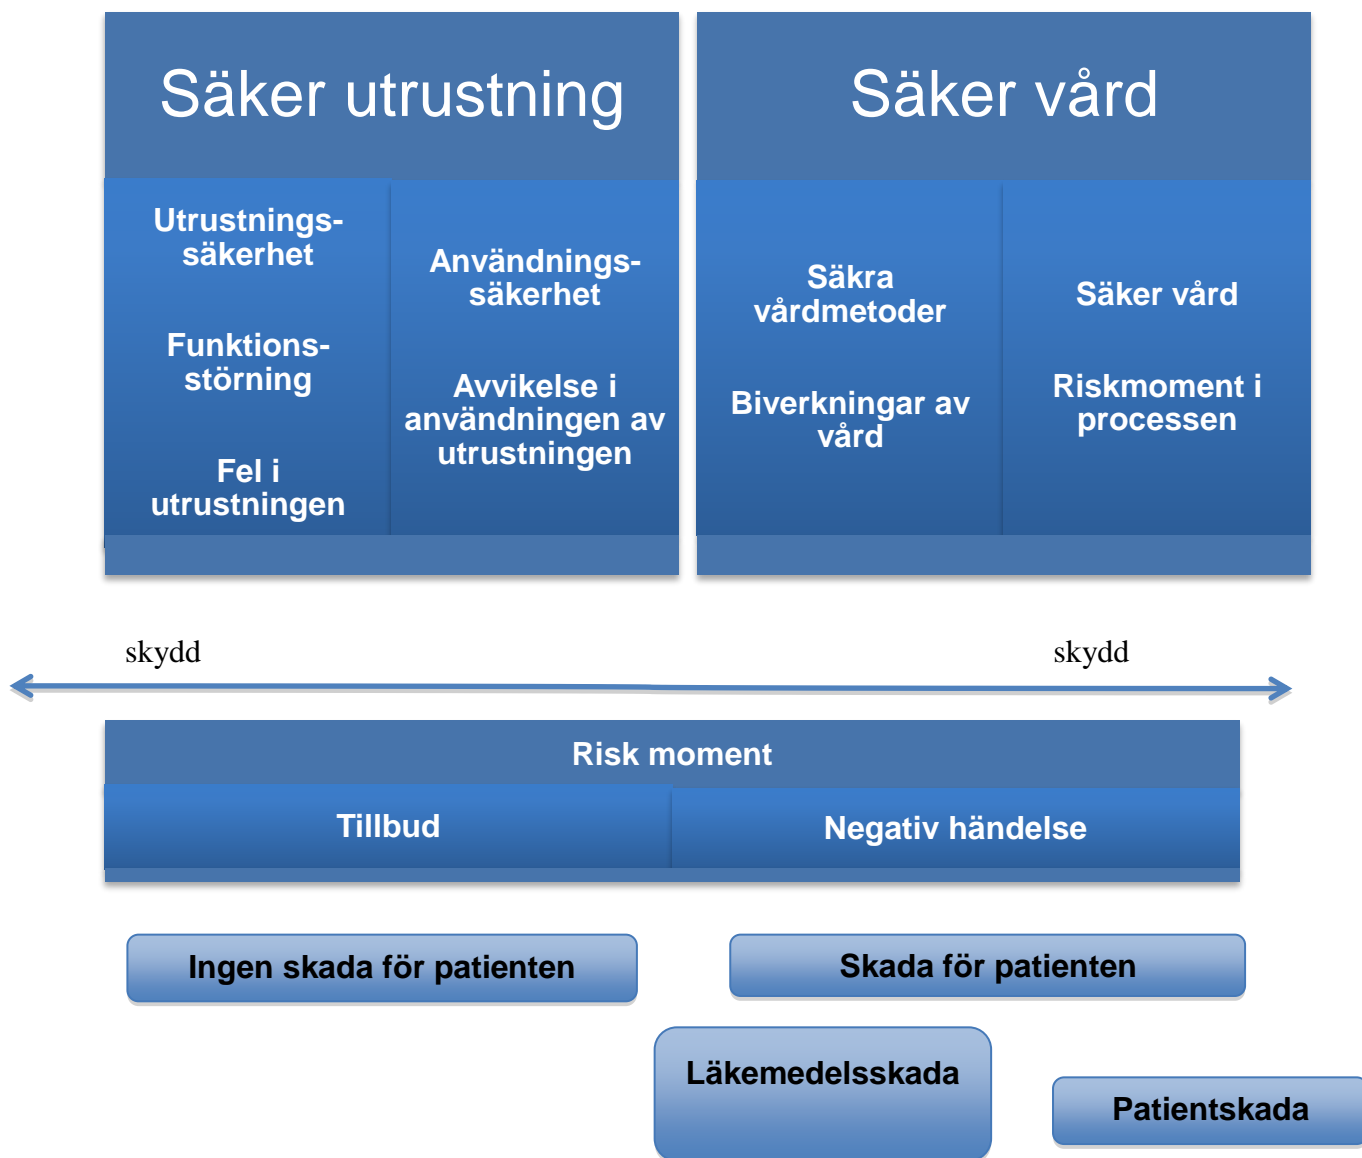 Säker utrustning
Säker vård
Utrustnings-
säkerhet
Funktions-
störning
Fel i
utrustningen
Användnings-
säkerhet
Avvikelse i
användningen av
utrustningen
Säkra
vårdmetoder
Biverkningar av
vård
Säker vård
Riskmoment i
processen
skydd
skydd
Risk moment
Tillbud
Negativ händelse
Ingen skada för patienten
Skada för patienten
Läkemedelsskada
Patientskada